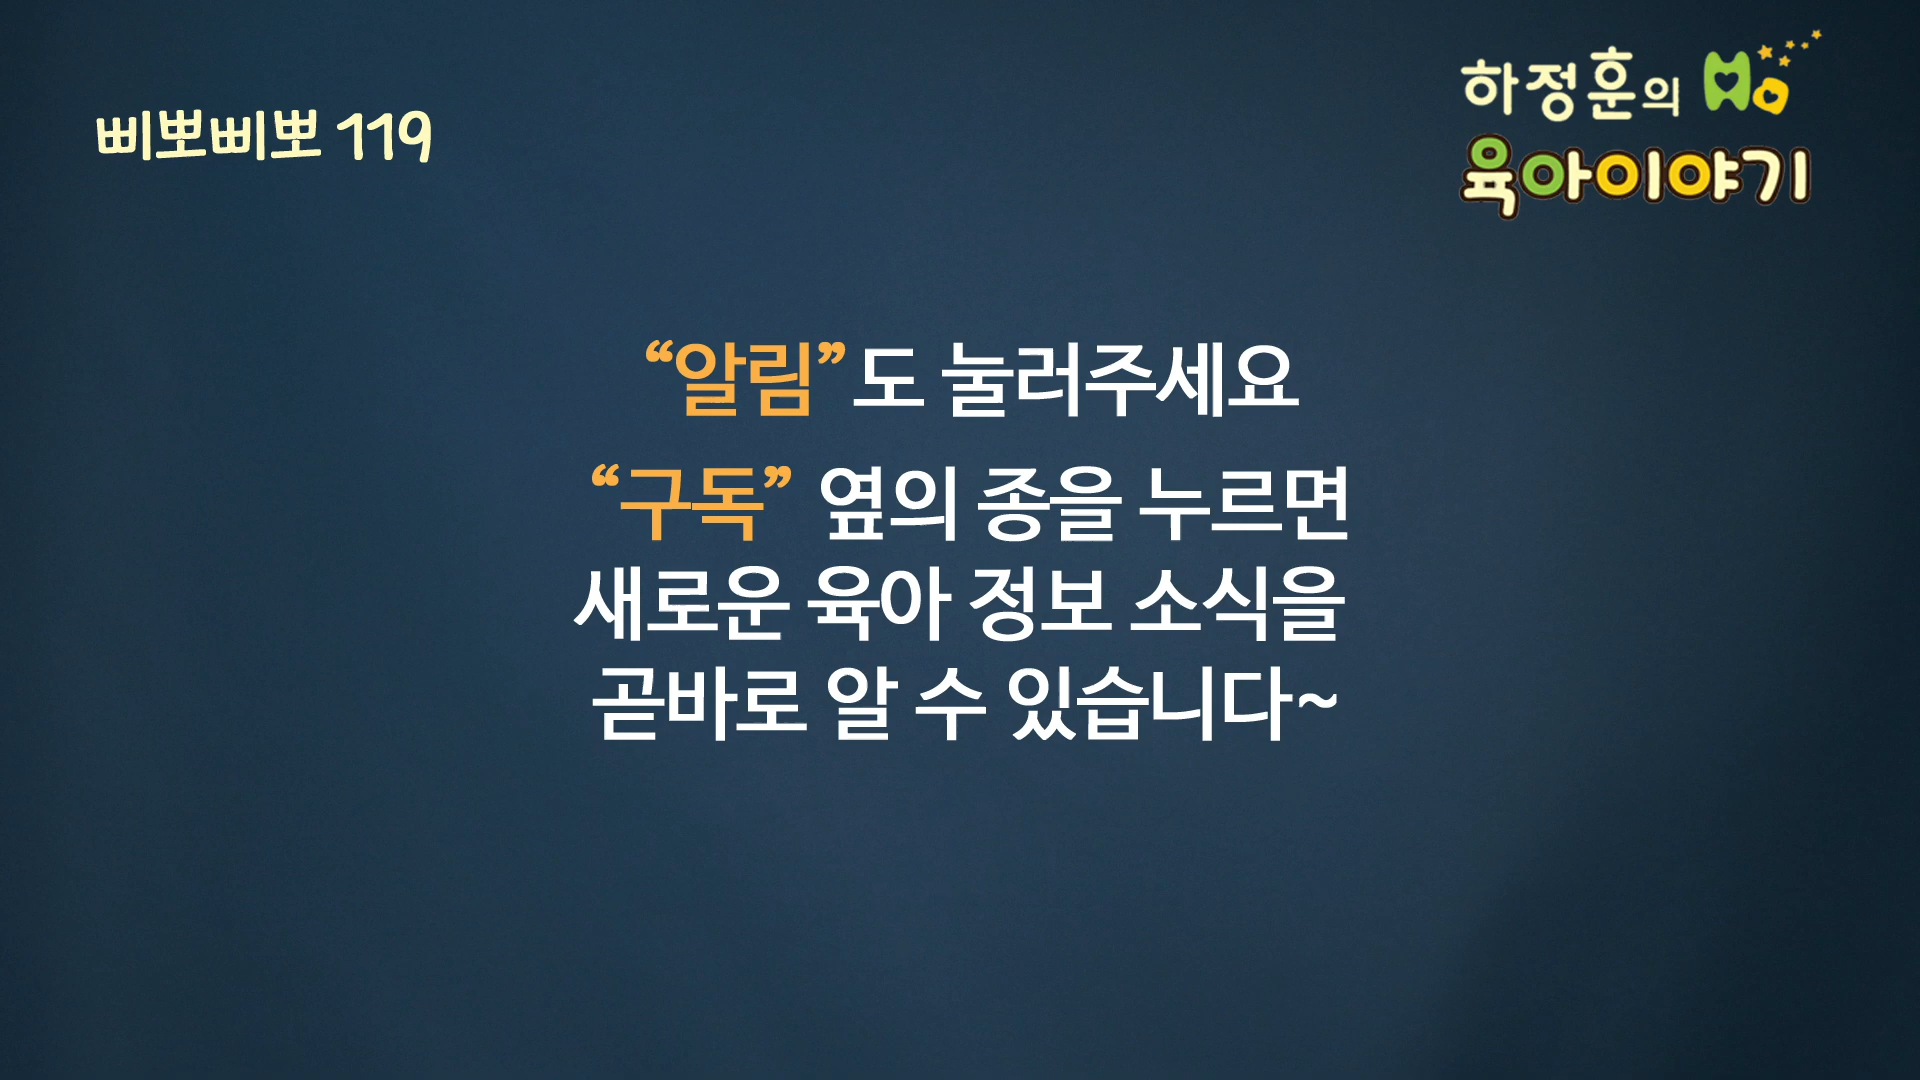 삐뽀삐뽀 119
하정훈의
육아이야기
“알림”도 눌러주세요
“구독” 옆의 종을 누르면
새로운 육아 정보 소식을
곧바로 알 수 있습니다~